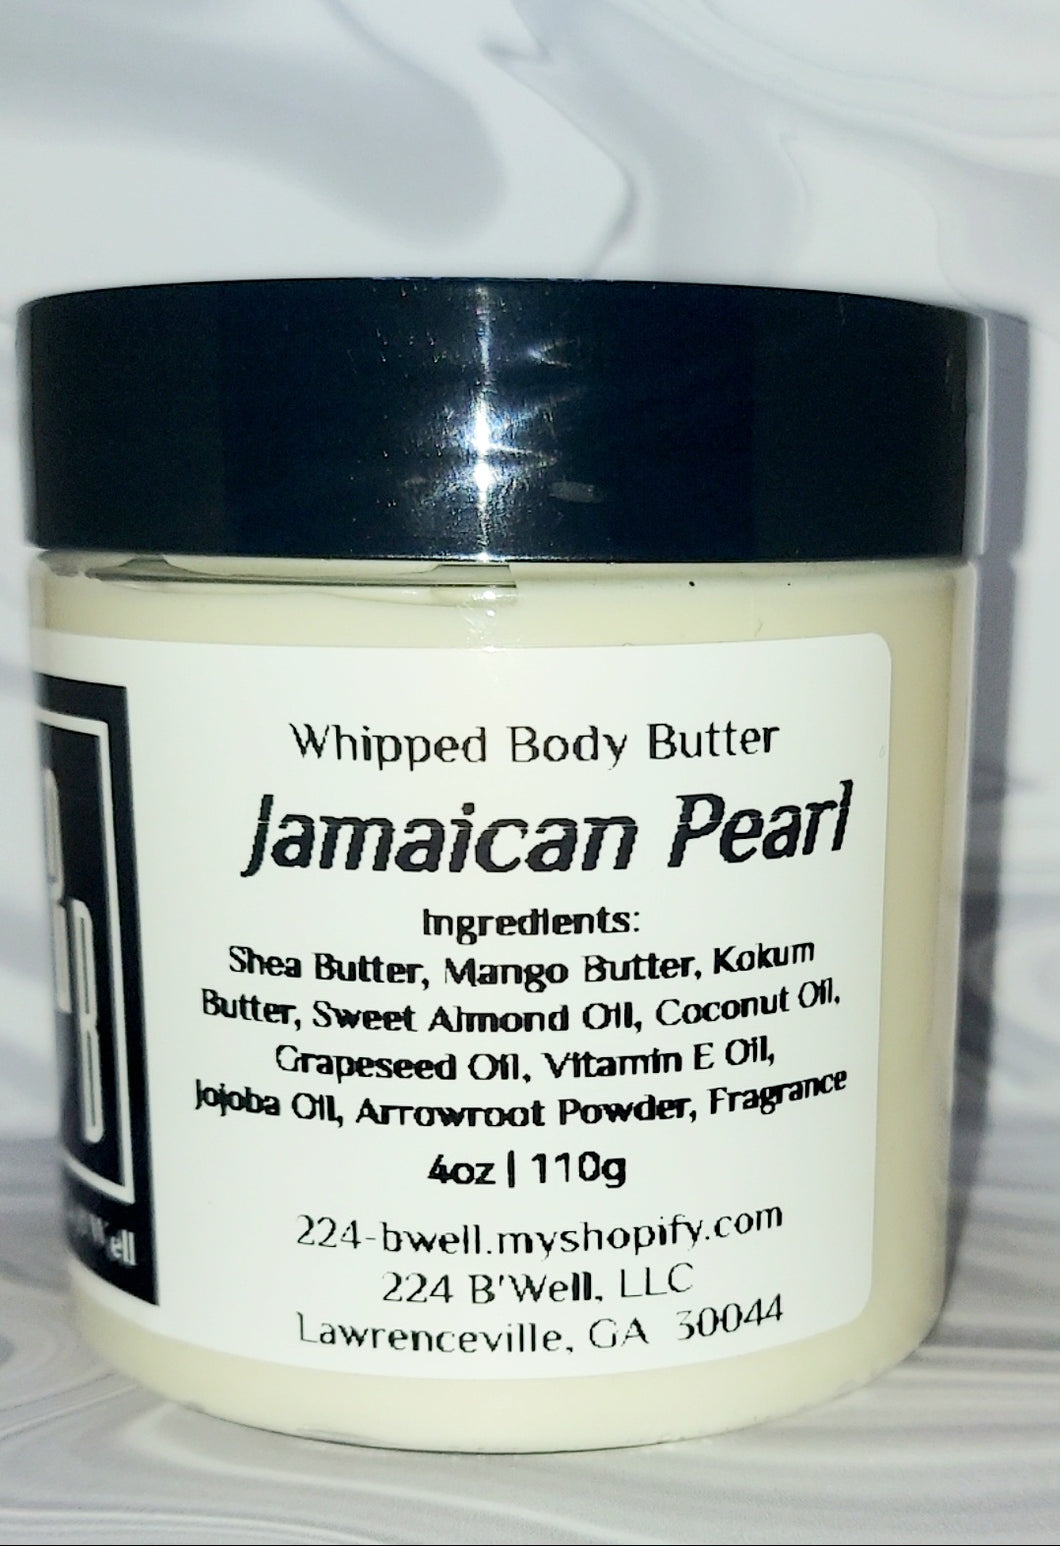 Whipped Body Butter
Jamaican Pearl
Ingredients:
Shea Butter, Mango Butter, Kokum
Butter, Sweet Almond Oil, Coconut Oil,
Grapeseed Oil, Vitamin E Oil,
Jojoba Oil, Arrowroot Powder, Fragrance
4oz | 110g
224-bwell.myshopify.com
224 B'Well, LLC
Lawrenceville, GA 30044